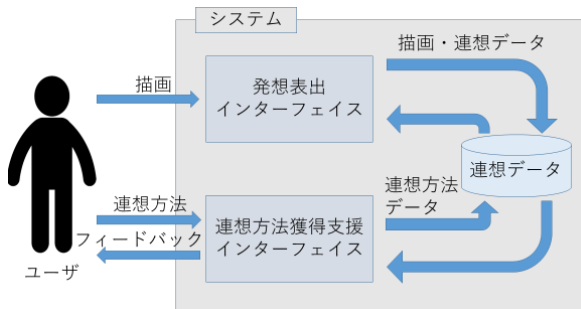 システム
描画・連想データ
描画
発想表出
インターフェイス
連想データ
連想方法
連想方法獲得支援
インターフェイス
連想方法
データ
フィードバック
ユーザ